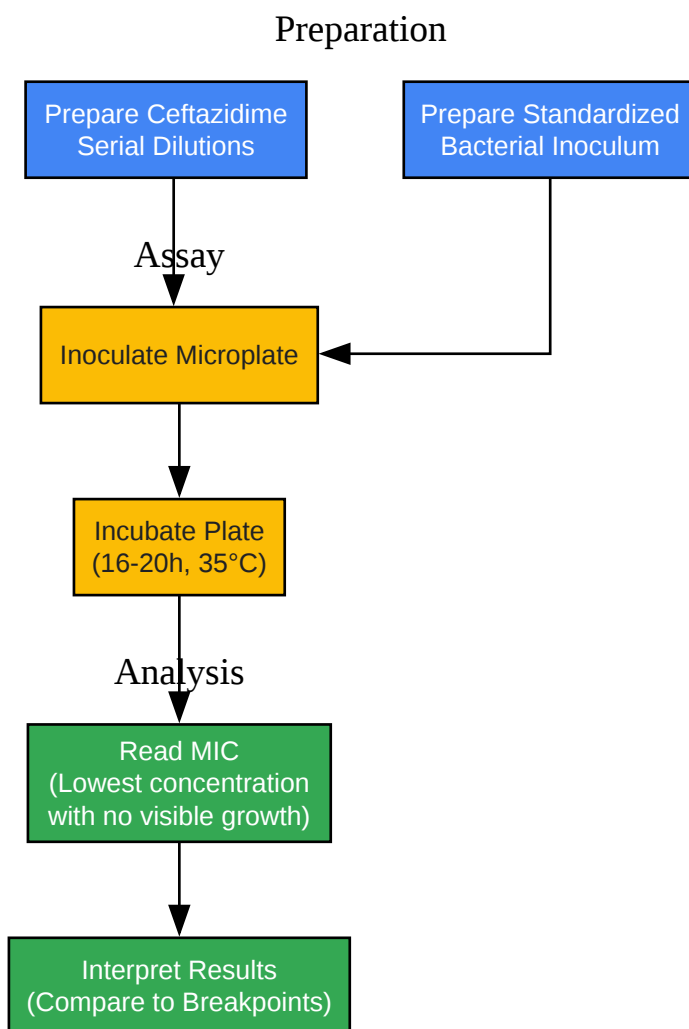 Preparation
Prepare Ceftazidime
Serial Dilutions
Prepare Standardized
Bacterial Inoculum
Assay
Inoculate Microplate
Incubate Plate
(16-20h, 35°C)
Analysis
Read MIC
(Lowest concentration
with no visible growth)
Interpret Results
(Compare to Breakpoints)